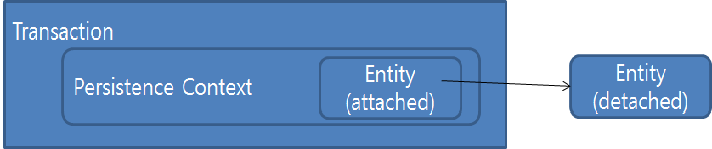 Transaction
Persistence Context
Entity
(attached)
Entity
(detached)